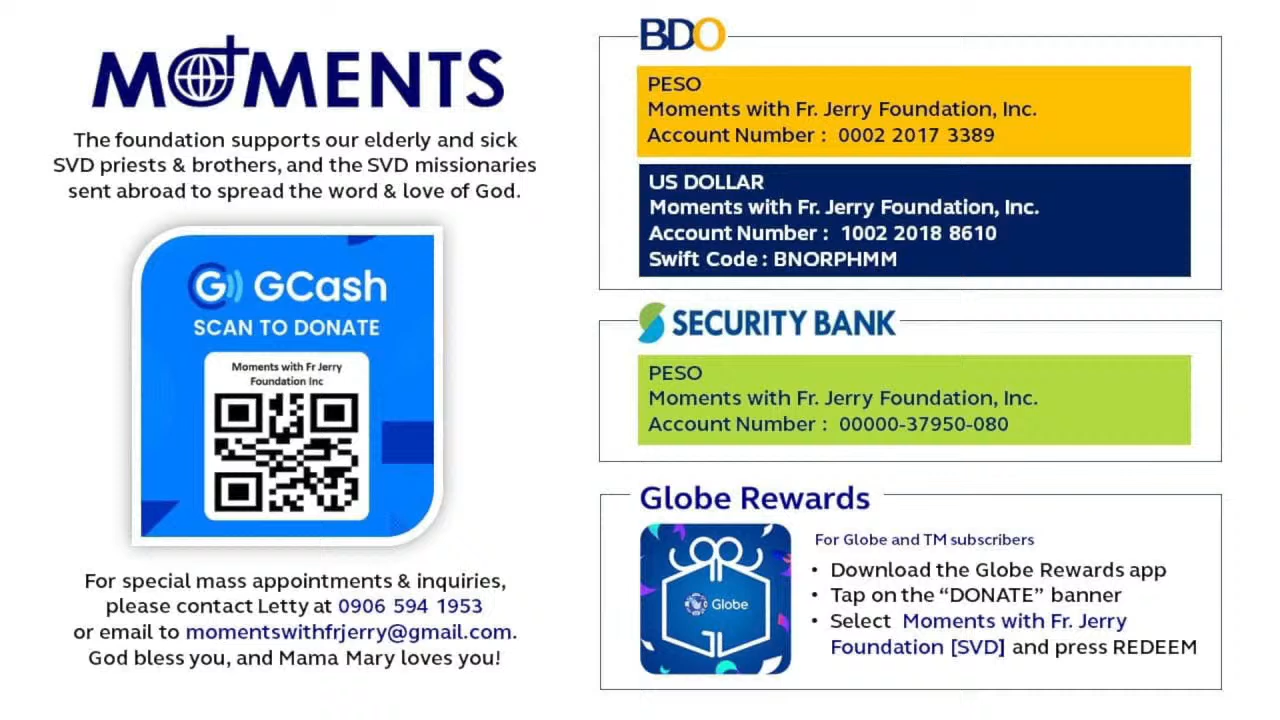 MOMENTS
The foundation supports our elderly and sick
SVD priests & brothers, and the SVD missionaries
sent abroad to spread the word & love of God.
GCash
SCAN TO DONATE
Moments with Fr Jerry
Foundation Inc
For special mass appointments & inquiries,
please contact Letty at 0906 594 1953
or email to momentswithfrjerry@gmail.com.
God bless you, and Mama Mary loves you!
BDO
PESO
Moments with Fr. Jerry Foundation, Inc.
Account Number : 0002 2017 3389
US DOLLAR
Moments with Fr. Jerry Foundation, Inc.
Account Number : 1002 2018 8610
Swift Code : BNORPHMM
SECURITY BANK
PESO
Moments with Fr. Jerry Foundation, Inc.
Account Number : 00000-37950-080
Globe Rewards
Globe
For Globe and TM subscribers
• Download the Globe Rewards app
• Tap on the “DONATE” banner
• Select Moments with Fr. Jerry
Foundation [SVD] and press REDEEM